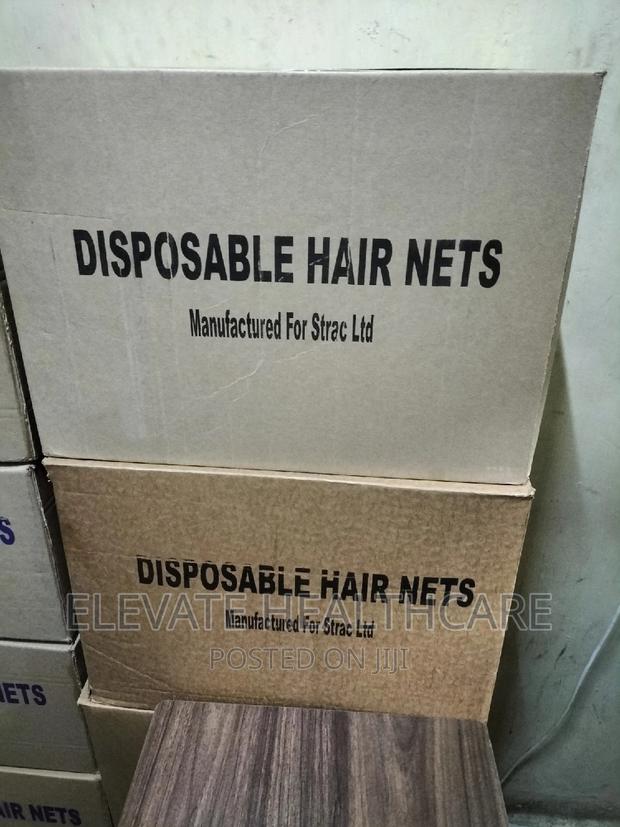 DISPOSABLE HAIR NETS
Manufactured For Strac Ltd
DISPOSABLE HAIR NETS
Manufactured For Strac Ltd
ELEVATE HEALTHCARE
POSTED ON JIJI
S
NETS
AIR NETS